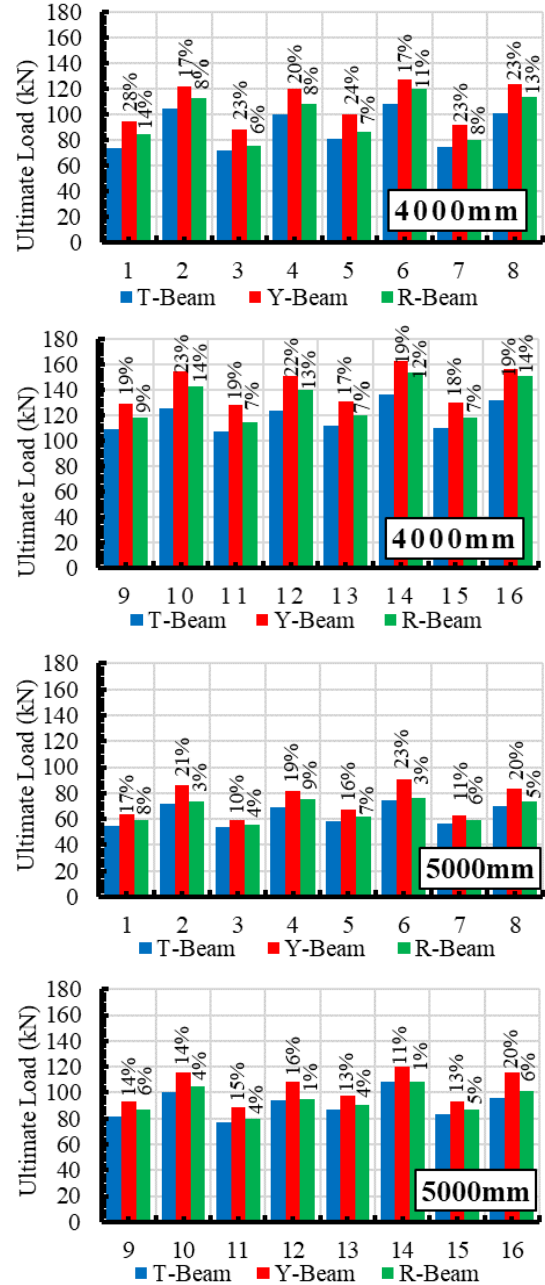 Ultimate Load (kN)
180
160
140
120
100
80
60
40
20
0
28% 14% 17% 8% 23% 6% 20% 8% 24% 7% 17% 11% 23% 8% 23% 13%
4000mm
1 2 3 4 5 6 7 8
T-Beam Y-Beam R-Beam
Ultimate Load (kN)
180
160
140
120
100
80
60
40
20
0
19% 9% 23% 14% 19% 7% 22% 13% 17% 7% 19% 12% 18% 7% 19% 14%
4000mm
9 10 11 12 13 14 15 16
T-Beam Y-Beam R-Beam
Ultimate Load (kN)
180
160
140
120
100
80
60
40
20
0
17% 8% 21% 3% 10% 4% 19% 9% 16% 7% 23% 3% 11% 6% 20% 5%
5000mm
1 2 3 4 5 6 7 8
T-Beam Y-Beam R-Beam
Ultimate Load (kN)
180
160
140
120
100
80
60
40
20
0
14% 6% 14% 4% 15% 4% 16% 1% 13% 4% 11% 1% 13% 5% 20% 6%
5000mm
9 10 11 12 13 14 15 16
T-Beam Y-Beam R-Beam